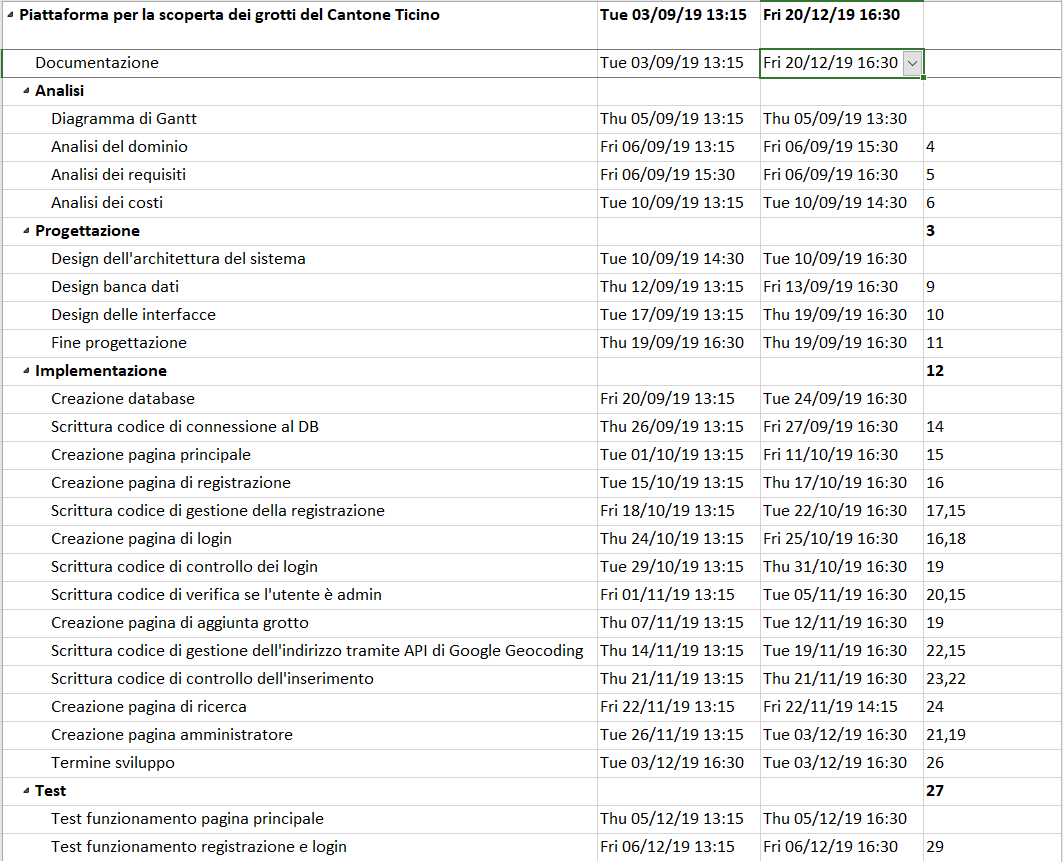 Piattaforma per la scoperta dei grotti del Cantone Ticino Tue 03/09/19 13:15 Fri 20/12/19 16:30
Documentazione Tue 03/09/19 13:15 Fri 20/12/19 16:30
Analisi
Diagramma di Gantt Thu 05/09/19 13:15 Thu 05/09/19 13:30
Analisi del dominio Fri 06/09/19 13:15 Fri 06/09/19 15:30 4
Analisi dei requisiti Fri 06/09/19 15:30 Fri 06/09/19 16:30 5
Analisi dei costi Tue 10/09/19 13:15 Tue 10/09/19 14:30 6
Progettazione 3
Design dell'architettura del sistema Tue 10/09/19 14:30 Tue 10/09/19 16:30
Design banca dati Thu 12/09/19 13:15 Fri 13/09/19 16:30 9
Design delle interfacce Tue 17/09/19 13:15 Thu 19/09/19 16:30 10
Fine progettazione Thu 19/09/19 16:30 Thu 19/09/19 16:30 11
Implementazione 12
Creazione database Fri 20/09/19 13:15 Tue 24/09/19 16:30
Scrittura codice di connessione al DB Thu 26/09/19 13:15 Fri 27/09/19 16:30 14
Creazione pagina principale Tue 01/10/19 13:15 Fri 11/10/19 16:30 15
Creazione pagina di registrazione Tue 15/10/19 13:15 Thu 17/10/19 16:30 16
Scrittura codice di gestione della registrazione Fri 18/10/19 13:15 Tue 22/10/19 16:30 17,15
Creazione pagina di login Thu 24/10/19 13:15 Fri 25/10/19 16:30 16,18
Scrittura codice di controllo dei login Tue 29/10/19 13:15 Thu 31/10/19 16:30 19
Scrittura codice di verifica se l'utente è admin Fri 01/11/19 13:15 Tue 05/11/19 16:30 20,15
Creazione pagina di aggiunta grotto Thu 07/11/19 13:15 Tue 12/11/19 16:30 19
Scrittura codice di gestione dell'indirizzo tramite API di Google Geocoding Thu 14/11/19 13:15 Tue 19/11/19 16:30 22,15
Scrittura codice di controllo dell'inserimento Thu 21/11/19 13:15 Thu 21/11/19 16:30 23,22
Creazione pagina di ricerca Fri 22/11/19 13:15 Fri 22/11/19 14:15 24
Creazione pagina amministratore Tue 26/11/19 13:15 Tue 03/12/19 16:30 21,19
Termine sviluppo Tue 03/12/19 16:30 Tue 03/12/19 16:30 26
Test 27
Test funzionamento pagina principale Thu 05/12/19 13:15 Thu 05/12/19 16:30
Test funzionamento registrazione e login Fri 06/12/19 13:15 Fri 06/12/19 16:30 29